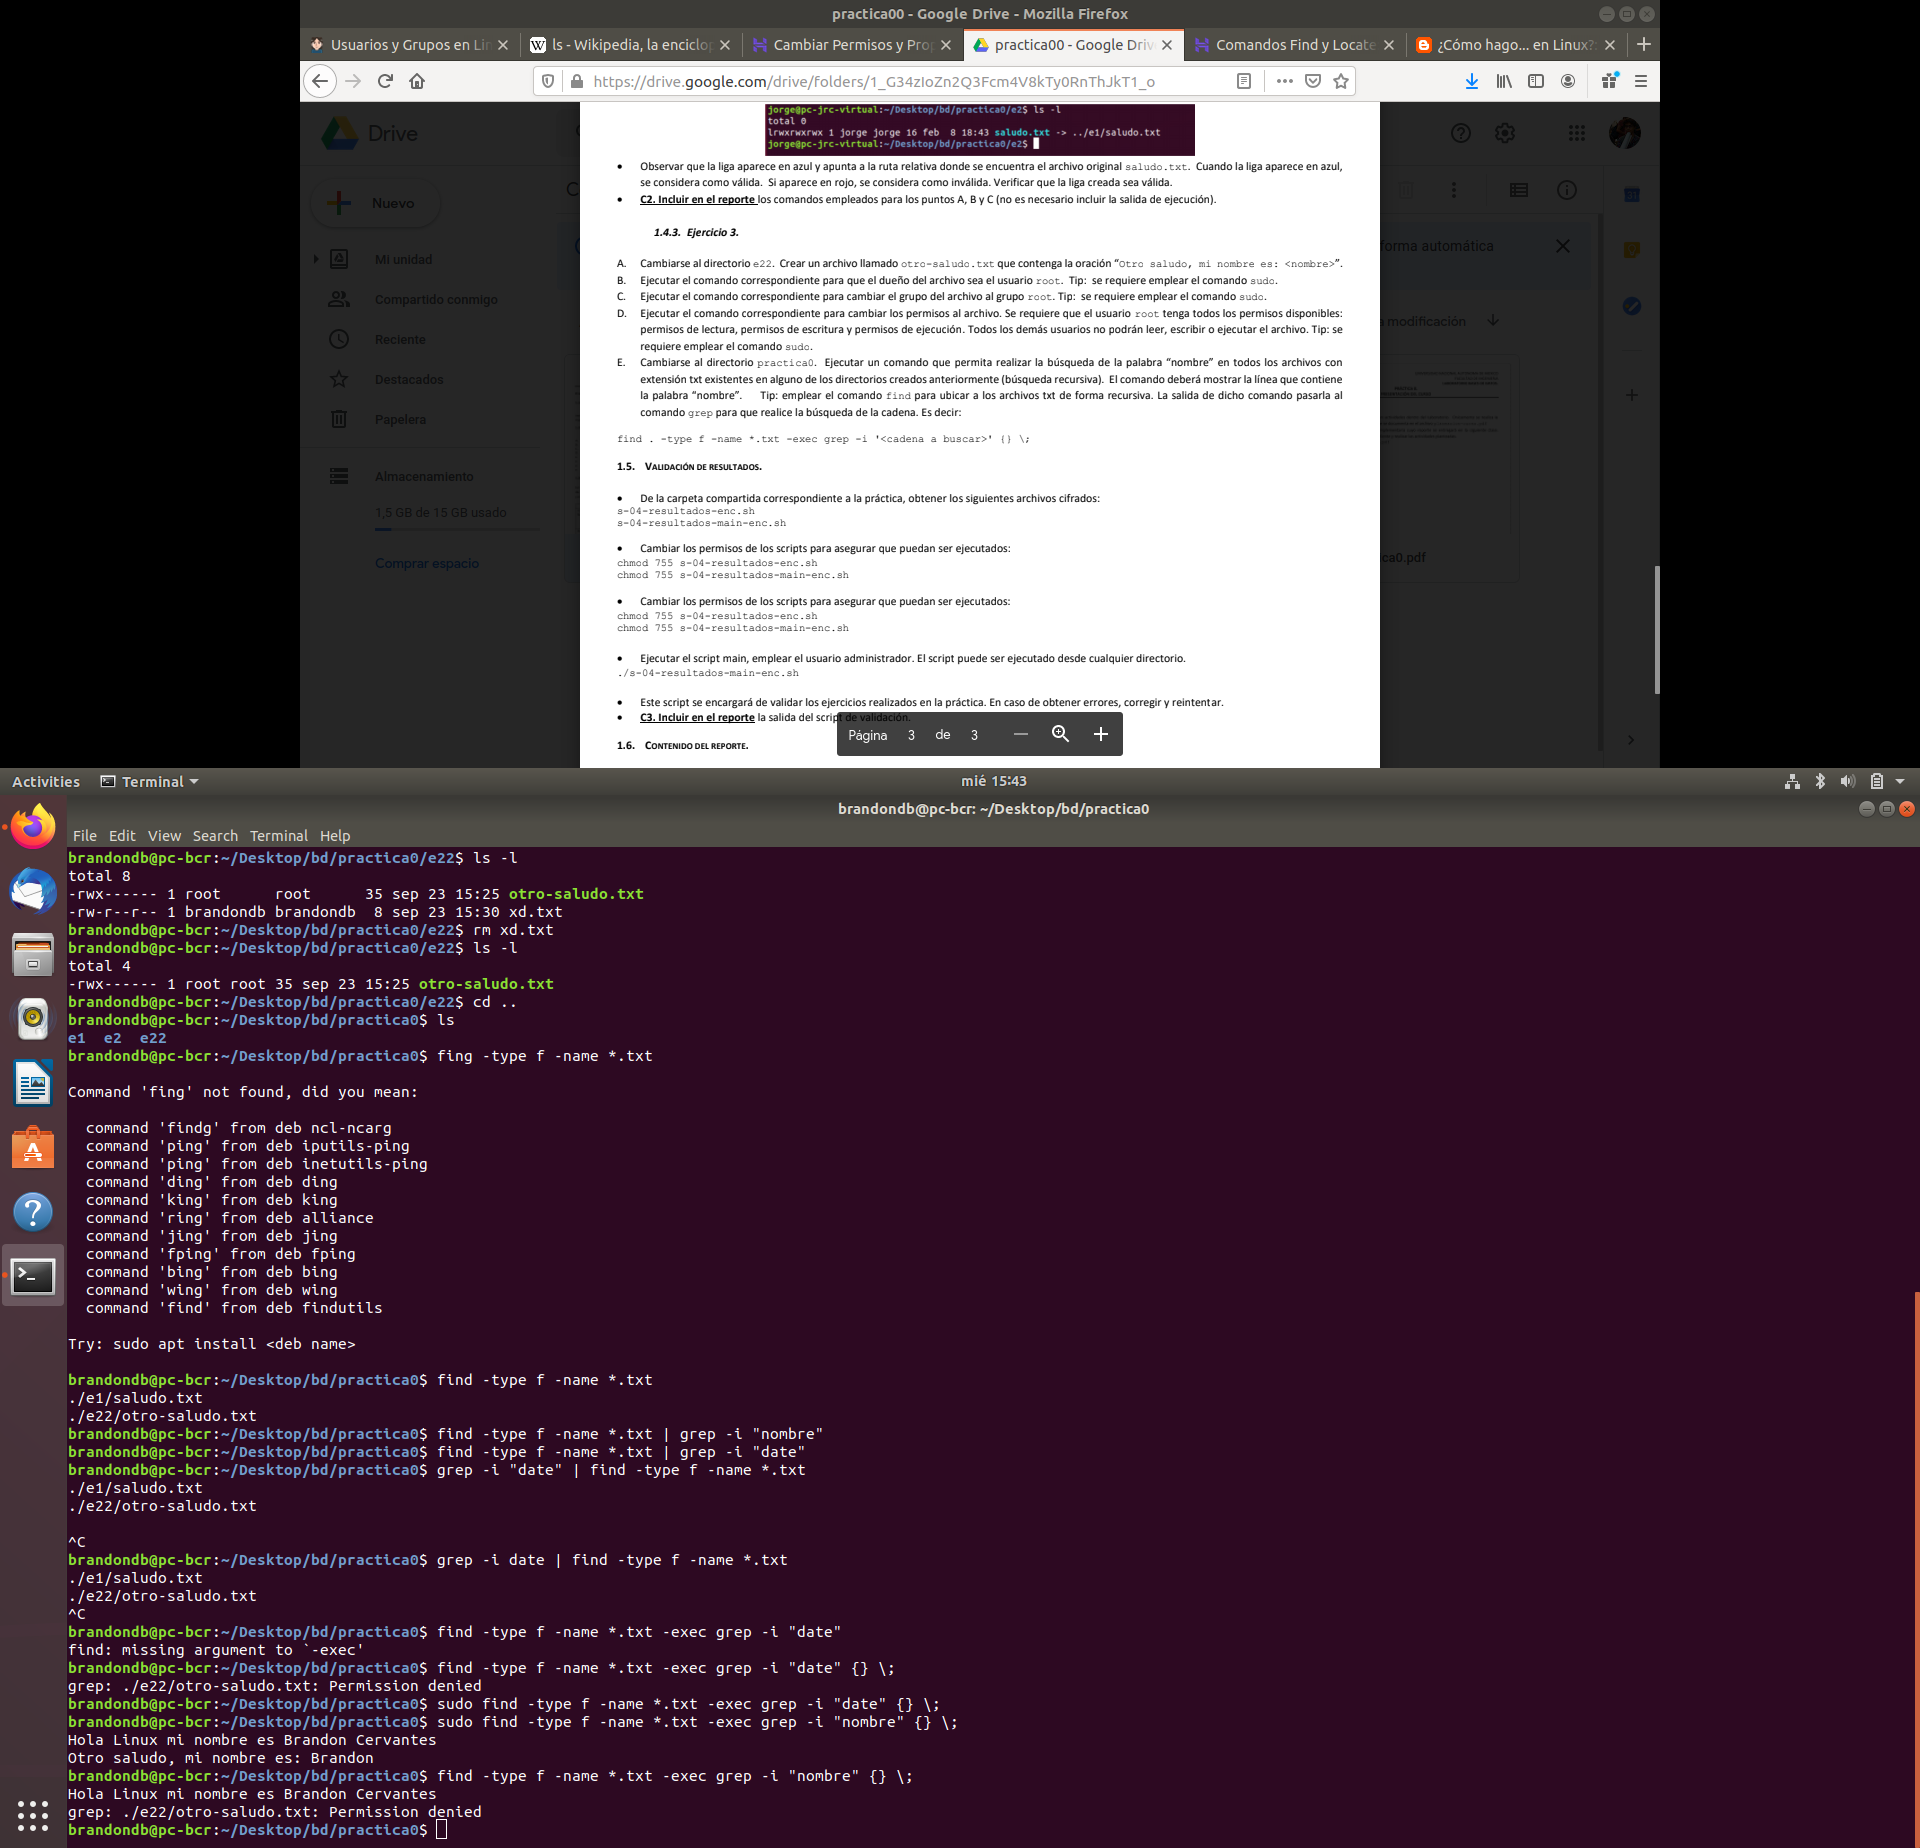 practica00 - Google Drive - Mozilla Firefox
Usuarios y Grupos en Lin
ls - Wikipedia, la enciclop
Cambiar Permisos y Prop
practica00 - Google Driv
Comandos Find y Locate
¿Cómo hago... en Linux?:
https://drive.google.com/drive/folders/1_G34zIoZn2Q3Fcm4V8kTy0RnThJkT1_o
Drive
Nuevo
Mi unidad
Compartido conmigo
Reciente
Destacados
Papelera
Almacenamiento
1,5 GB de 15 GB usado
Comprar espacio
forma automática
modificación
ca0.pdf
jorge@pc-jrc-virtual:~/Desktop/bd/practica0/e22$ ls -l
total 0
lrwxrwxrwx 1 jorge jorge 16 feb  8 18:43 saludo.txt -> ../e1/saludo.txt
jorge@pc-jrc-virtual:~/Desktop/bd/practica0/e22$
• Observar que la liga aparece en azul y apunta a la ruta relativa donde se encuentra el archivo original saludo.txt. Cuando la liga aparece en azul,
se considera como válida. Si aparece en rojo, se considera como inválida. Verificar que la liga creada sea válida.
• C2. Incluir en el reporte los comandos empleados para los puntos A, B y C (no es necesario incluir la salida de ejecución).
1.4.3. Ejercicio 3.
A. Cambiarse al directorio e22. Crear un archivo llamado otro-saludo.txt que contenga la oración “Otro saludo, mi nombre es: <nombre>”.
B. Ejecutar el comando correspondiente para que el dueño del archivo sea el usuario root. Tip: se requiere emplear el comando sudo.
C. Ejecutar el comando correspondiente para cambiar el grupo del archivo al grupo root. Tip: se requiere emplear el comando sudo.
D. Ejecutar el comando correspondiente para cambiar los permisos al archivo. Se requiere que el usuario root tenga todos los permisos disponibles:
permisos de lectura, permisos de escritura y permisos de ejecución. Todos los demás usuarios no podrán leer, escribir o ejecutar el archivo. Tip: se
requiere emplear el comando sudo.
E. Cambiarse al directorio practica0. Ejecutar un comando que permita realizar la búsqueda de la palabra “nombre” en todos los archivos con
extensión txt existentes en alguno de los directorios creados anteriormente (búsqueda recursiva). El comando deberá mostrar la línea que contiene
la palabra “nombre”. Tip: emplear el comando find para ubicar a los archivos txt de forma recursiva. La salida de dicho comando pasarla al
comando grep para que realice la búsqueda de la cadena. Es decir:
find . -type f -name *.txt -exec grep -i '<cadena a buscar>' {} \;
1.5. VALIDACIÓN DE RESULTADOS.
• De la carpeta compartida correspondiente a la práctica, obtener los siguientes archivos cifrados:
s-04-resultados-enc.sh
s-04-resultados-main-enc.sh
• Cambiar los permisos de los scripts para asegurar que puedan ser ejecutados:
chmod 755 s-04-resultados-enc.sh
chmod 755 s-04-resultados-main-enc.sh
• Cambiar los permisos de los scripts para asegurar que puedan ser ejecutados:
chmod 755 s-04-resultados-enc.sh
chmod 755 s-04-resultados-main-enc.sh
• Ejecutar el script main, emplear el usuario administrador. El script puede ser ejecutado desde cualquier directorio.
./s-04-resultados-main-enc.sh
• Este script se encargará de validar los ejercicios realizados en la práctica. En caso de obtener errores, corregir y reintentar.
• C3. Incluir en el reporte la salida del script de validación.
Página 3 de 3
1.6. CONTENIDO DEL REPORTE.
Activities Terminal mié 15:43
brandondb@pc-bcr: ~/Desktop/bd/practica0
File Edit View Search Terminal Help
brandondb@pc-bcr:~/Desktop/bd/practica0/e22$ ls -l
total 8
-rwx------ 1 root      root      35 sep 23 15:25 otro-saludo.txt
-rw-r--r-- 1 brandondb brandondb  8 sep 23 15:30 xd.txt
brandondb@pc-bcr:~/Desktop/bd/practica0/e22$ rm xd.txt
brandondb@pc-bcr:~/Desktop/bd/practica0/e22$ ls -l
total 4
-rwx------ 1 root root 35 sep 23 15:25 otro-saludo.txt
brandondb@pc-bcr:~/Desktop/bd/practica0/e22$ cd ..
brandondb@pc-bcr:~/Desktop/bd/practica0$ ls
e1  e2  e22
brandondb@pc-bcr:~/Desktop/bd/practica0$ fing -type f -name *.txt
Command 'fing' not found, did you mean:
command 'findg' from deb ncl-ncarg
command 'ping' from deb iputils-ping
command 'ping' from deb inetutils-ping
command 'ding' from deb ding
command 'king' from deb king
command 'ring' from deb alliance
command 'jing' from deb jing
command 'fping' from deb fping
command 'bing' from deb bing
command 'wing' from deb wing
command 'find' from deb findutils
Try: sudo apt install <deb name>
brandondb@pc-bcr:~/Desktop/bd/practica0$ find -type f -name *.txt
./e1/saludo.txt
./e22/otro-saludo.txt
brandondb@pc-bcr:~/Desktop/bd/practica0$ find -type f -name *.txt | grep -i "nombre"
brandondb@pc-bcr:~/Desktop/bd/practica0$ find -type f -name *.txt | grep -i "date"
brandondb@pc-bcr:~/Desktop/bd/practica0$ grep -i "date" | find -type f -name *.txt
./e1/saludo.txt
./e22/otro-saludo.txt
^C
brandondb@pc-bcr:~/Desktop/bd/practica0$ grep -i date | find -type f -name *.txt
./e1/saludo.txt
./e22/otro-saludo.txt
^C
brandondb@pc-bcr:~/Desktop/bd/practica0$ find -type f -name *.txt -exec grep -i "date"
find: missing argument to `-exec'
brandondb@pc-bcr:~/Desktop/bd/practica0$ find -type f -name *.txt -exec grep -i "date" {} \;
grep: ./e22/otro-saludo.txt: Permission denied
brandondb@pc-bcr:~/Desktop/bd/practica0$ sudo find -type f -name *.txt -exec grep -i "date" {} \;
brandondb@pc-bcr:~/Desktop/bd/practica0$ sudo find -type f -name *.txt -exec grep -i "nombre" {} \;
Hola Linux mi nombre es Brandon Cervantes
Otro saludo, mi nombre es: Brandon
brandondb@pc-bcr:~/Desktop/bd/practica0$ find -type f -name *.txt -exec grep -i "nombre" {} \;
Hola Linux mi nombre es Brandon Cervantes
grep: ./e22/otro-saludo.txt: Permission denied
brandondb@pc-bcr:~/Desktop/bd/practica0$